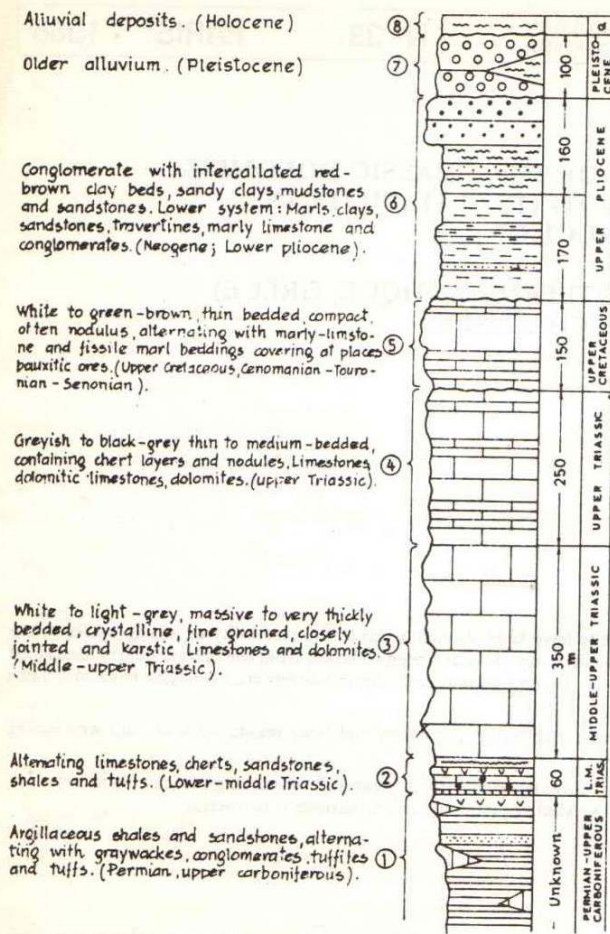 Alluvial deposits. (Holocene)
Older alluvium. (Pleistocene)
Conglomerate with intercallated red-
brown clay beds, sandy clays, mudstones
and sandstones. Lower system: Marls, clays,
sandstones, travertines, marly limestone and
conglomerates. (Neogene; Lower pliocene).
White to green-brown, thin bedded, compact,
often nodulus, alternating with marly-limsto-
ne and fissile marl beddings covering at places
bauxitic ores. (Upper Cretaceous, Cenomanian-Touro-
nian-Senonian).
Greyish to black-grey thin to medium-bedded,
containing chert layers and nodules, Limestones,
dolomitic limestones, dolomites. (upper Triassic).
White to light-grey, massive to very thickly
bedded, crystalline, fine grained, closely
jointed and karstic Limestones and dolomites
(Middle-upper Triassic).
Alternating limestones, cherts, sandstones,
shales and tuffs. (Lower-middle Triassic).
Argillaceous shales and sandstones, alterna-
ting with graywackes, conglomerates, tuffites
and tuffs. (Permian, upper carboniferous).
8
7
6
5
4
3
2
1
100
160
170
150
250
350
m
60
Unknown
PLEISTO
CENE
UPPER PLIOCENE
UPPER
CRETACEOUS
UPPER TRIASSIC
MIDDLE-UPPER TRIASSIC
L.M.
TRIAS.
PERMIAN-UPPER
CARBONIFEROUS